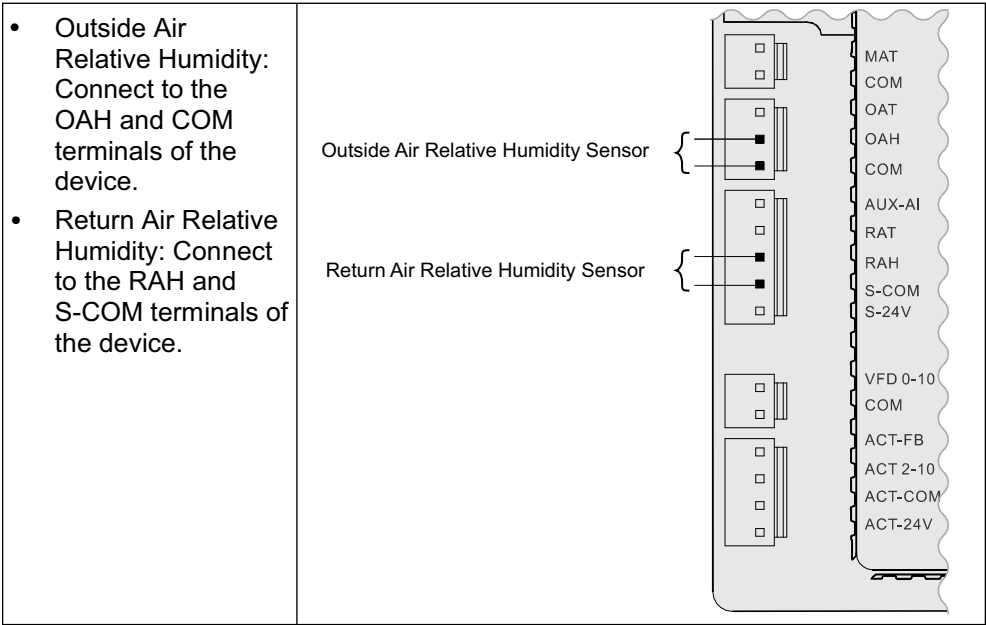 • Outside Air
Relative Humidity:
Connect to the
OAH and COM
terminals of the
device.
• Return Air Relative
Humidity: Connect
to the RAH and
S-COM terminals of
the device.
Outside Air Relative Humidity Sensor
Return Air Relative Humidity Sensor
MAT
COM
OAT
OAH
COM
AUX-AI
RAT
RAH
S-COM
S-24V
VFD 0-10
COM
ACT-FB
ACT 2-10
ACT-COM
ACT-24V